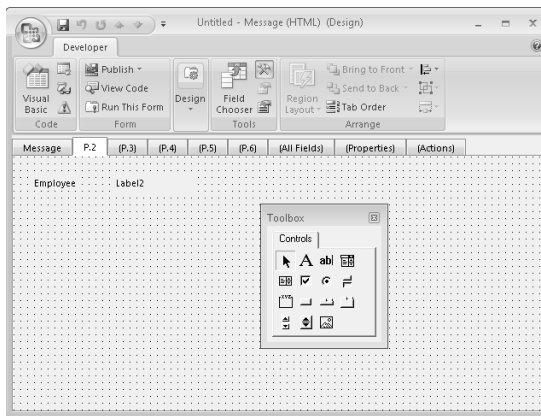 Untitled - Message (HTML) (Design)
Developer
Visual Basic
Code
Publish
View Code
Run This Form
Form
Design
Field Chooser
Tools
Region Layout
Bring to Front
Send to Back
Tab Order
Arrange
Message P.2 (P.3) (P.4) (P.5) (P.6) (All Fields) (Properties) (Actions)
Employee Label2
Toolbox
Controls
A ab|
XYZ